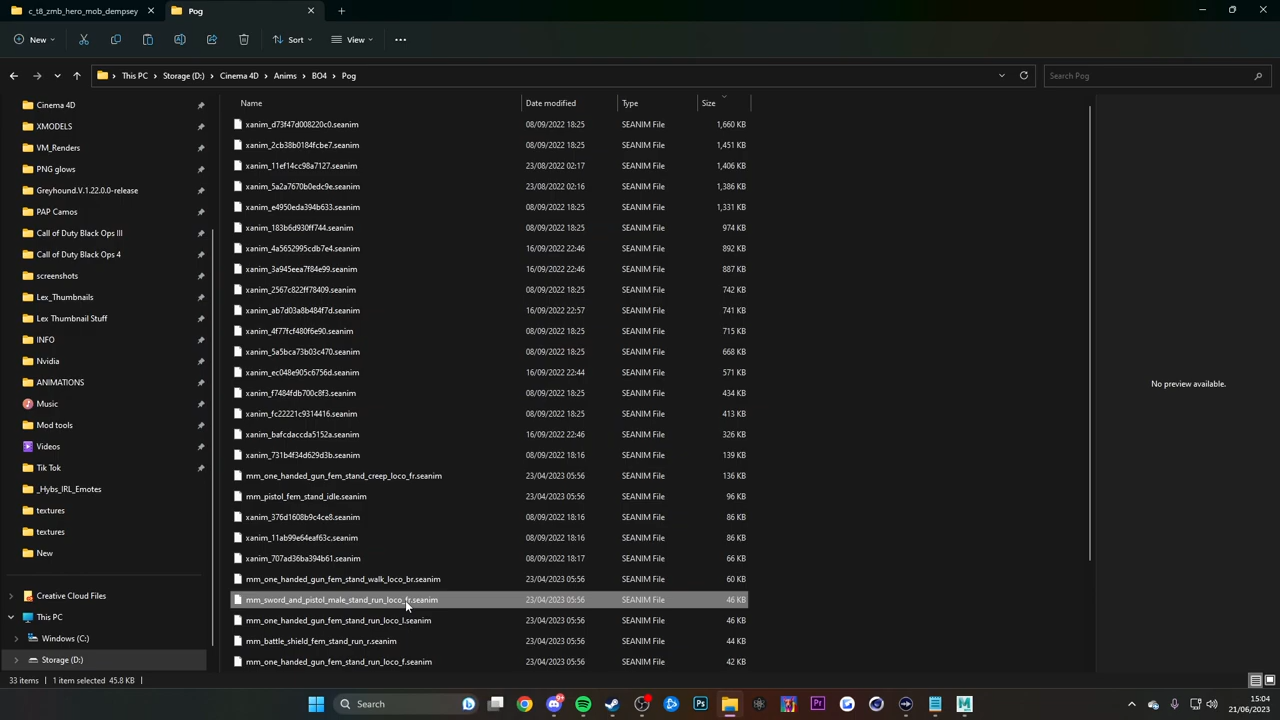 c_t8_zmb_hero_mob_dempsey
Pog
New
Sort
View
This PC > Storage (D:) > Cinema 4D > Anims > BO4 > Pog
Search Pog
Name Date modified Type Size
Cinema 4D
XMODELS
VM_Renders
PNG glows
Greyhound.V.1.22.0.0-release
PAP Camos
Call of Duty Black Ops III
Call of Duty Black Ops 4
screenshots
Lex_Thumbnails
Lex Thumbnail Stuff
INFO
Nvidia
ANIMATIONS
Music
Mod tools
Videos
Tik Tok
_Hybs_IRL_Emotes
textures
textures
New
Creative Cloud Files
This PC
Windows (C:)
Storage (D:)
xanim_d73f47d008220c0.seanim 08/09/2022 18:25 SEANIM File 1,660 KB
xanim_2cb38b0184fcbe7.seanim 08/09/2022 18:25 SEANIM File 1,451 KB
xanim_11ef14cc98a7127.seanim 23/08/2022 02:17 SEANIM File 1,406 KB
xanim_5a2a7670b0edc9e.seanim 23/08/2022 02:16 SEANIM File 1,386 KB
xanim_e4950eda394b633.seanim 08/09/2022 18:25 SEANIM File 1,331 KB
xanim_183b6d930ff744.seanim 08/09/2022 18:25 SEANIM File 974 KB
xanim_4a5652995cdb7e4.seanim 16/09/2022 22:46 SEANIM File 892 KB
xanim_3a945eea7f84e99.seanim 16/09/2022 22:46 SEANIM File 887 KB
xanim_2567c822ff78409.seanim 08/09/2022 18:25 SEANIM File 742 KB
xanim_ab7d03a8b484f7d.seanim 16/09/2022 22:57 SEANIM File 741 KB
xanim_4f77fcf480f6e90.seanim 08/09/2022 18:25 SEANIM File 715 KB
xanim_5a5bca73b03c470.seanim 08/09/2022 18:25 SEANIM File 668 KB
xanim_ec048e905c6756d.seanim 16/09/2022 22:44 SEANIM File 571 KB
xanim_f7484fdb700c8f3.seanim 08/09/2022 18:25 SEANIM File 434 KB
xanim_fc22221c9314416.seanim 08/09/2022 18:25 SEANIM File 413 KB
xanim_bafcdaccda5152a.seanim 16/09/2022 22:46 SEANIM File 326 KB
xanim_731b4f34d629d3b.seanim 08/09/2022 18:16 SEANIM File 139 KB
mm_one_handed_gun_fem_stand_creep_loco_fr.seanim 23/04/2023 05:56 SEANIM File 136 KB
mm_pistol_fem_stand_idle.seanim 23/04/2023 05:56 SEANIM File 96 KB
xanim_376d1608b9c4ce8.seanim 08/09/2022 18:16 SEANIM File 86 KB
xanim_11ab99e64eaf63c.seanim 08/09/2022 18:16 SEANIM File 86 KB
xanim_707ad36ba394b61.seanim 08/09/2022 18:17 SEANIM File 66 KB
mm_one_handed_gun_fem_stand_walk_loco_br.seanim 23/04/2023 05:56 SEANIM File 60 KB
mm_sword_and_pistol_male_stand_run_loco_fr.seanim 23/04/2023 05:56 SEANIM File 46 KB
mm_one_handed_gun_fem_stand_run_loco_l.seanim 23/04/2023 05:56 SEANIM File 46 KB
mm_battle_shield_fem_stand_run_r.seanim 23/04/2023 05:56 SEANIM File 44 KB
mm_one_handed_gun_fem_stand_run_loco_f.seanim 23/04/2023 05:56 SEANIM File 42 KB
No preview available.
33 items 1 item selected 45.8 KB
Search
15:04
21/06/2023